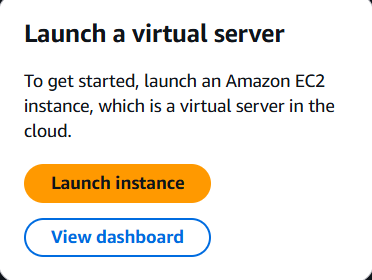 Launch a virtual server
To get started, launch an Amazon EC2
instance, which is a virtual server in the
cloud.
Launch instance
View dashboard